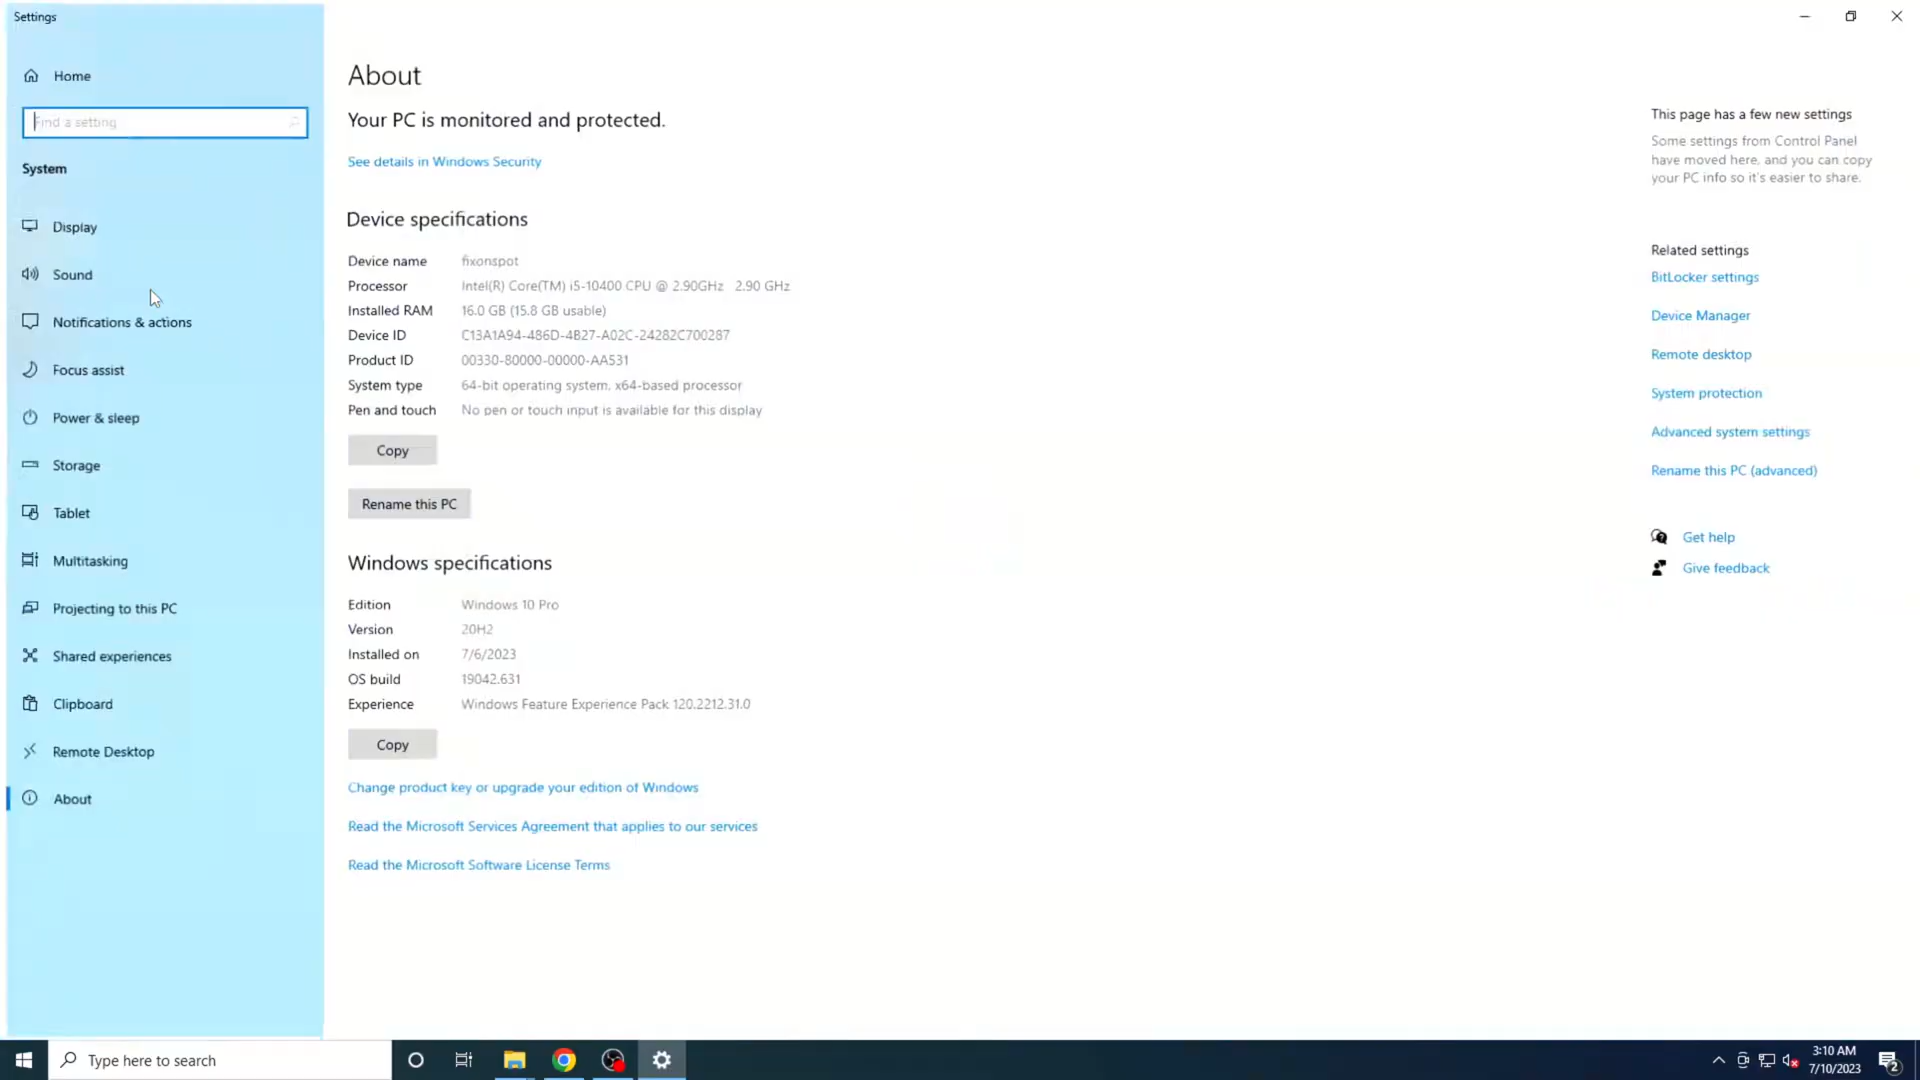 Settings
Home
Find a setting
System
Display
Sound
Notifications & actions
Focus assist
Power & sleep
Storage
Tablet
Multitasking
Projecting to this PC
Shared experiences
Clipboard
Remote Desktop
About
About
Your PC is monitored and protected.
See details in Windows Security
Device specifications
Device name fixonspot
Processor Intel(R) Core(TM) i5-10400 CPU @ 2.90GHz 2.90 GHz
Installed RAM 16.0 GB (15.8 GB usable)
Device ID C13A1A94-486D-4B27-A02C-24282C700287
Product ID 00330-80000-00000-AA531
System type 64-bit operating system, x64-based processor
Pen and touch No pen or touch input is available for this display
Copy
Rename this PC
Windows specifications
Edition Windows 10 Pro
Version 20H2
Installed on 7/6/2023
OS build 19042.631
Experience Windows Feature Experience Pack 120.2212.31.0
Copy
Change product key or upgrade your edition of Windows
Read the Microsoft Services Agreement that applies to our services
Read the Microsoft Software License Terms
This page has a few new settings
Some settings from Control Panel
have moved here, and you can copy
your PC info so it's easier to share.
Related settings
BitLocker settings
Device Manager
Remote desktop
System protection
Advanced system settings
Rename this PC (advanced)
Get help
Give feedback
Type here to search
3:10 AM
7/10/2023
2